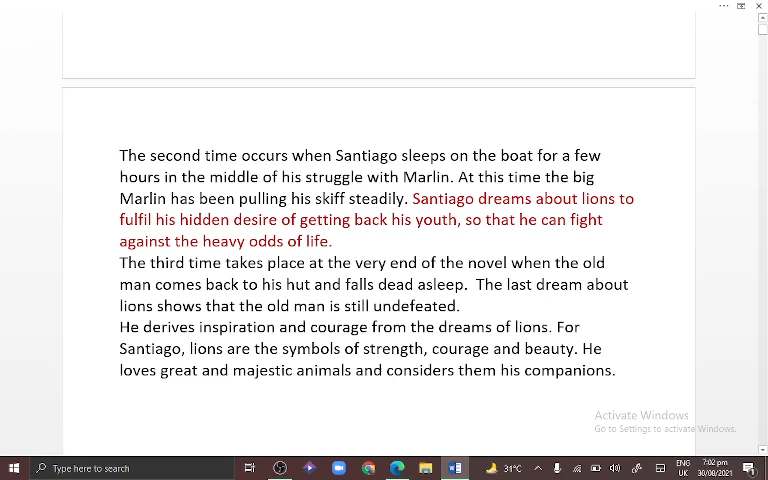 The second time occurs when Santiago sleeps on the boat for a few
hours in the middle of his struggle with Marlin. At this time the big
Marlin has been pulling his skiff steadily. Santiago dreams about lions to
fulfil his hidden desire of getting back his youth, so that he can fight
against the heavy odds of life.
The third time takes place at the very end of the novel when the old
man comes back to his hut and falls dead asleep. The last dream about
lions shows that the old man is still undefeated.
He derives inspiration and courage from the dreams of lions. For
Santiago, lions are the symbols of strength, courage and beauty. He
loves great and majestic animals and considers them his companions.
Activate Windows
Go to Settings to activate Windows.
Type here to search
31°C
ENG
UK
7:02 pm
30/08/2021